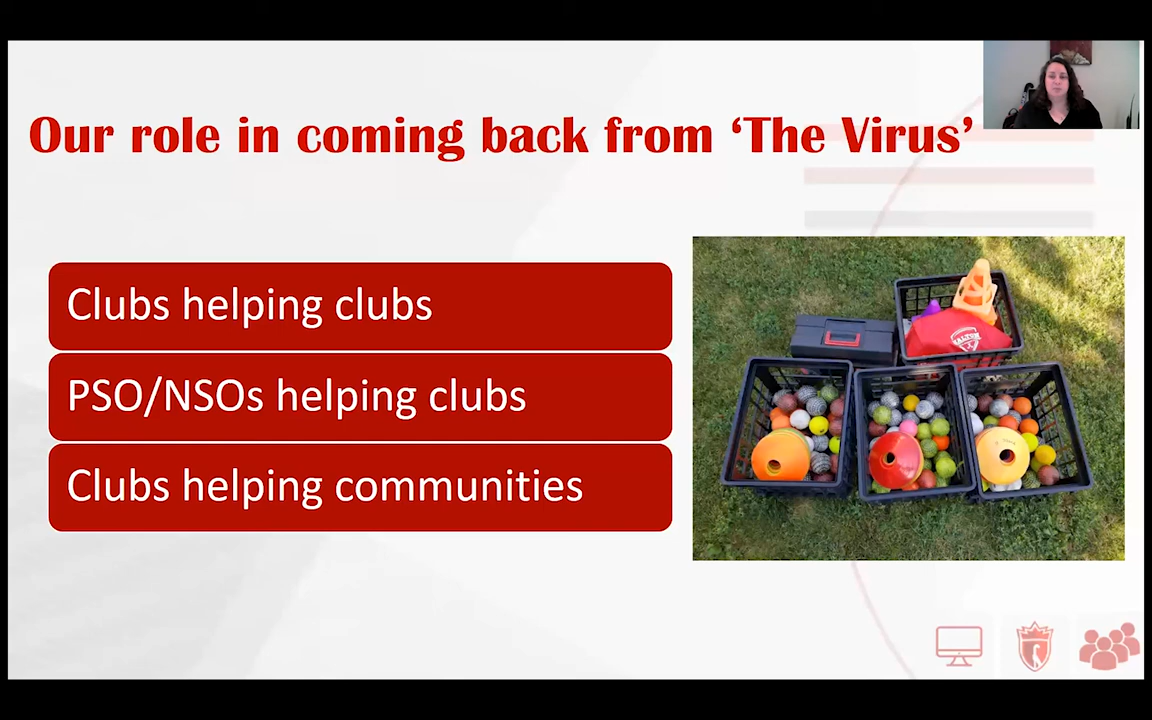 Our role in coming back from ‘The Virus’
Clubs helping clubs
PSO/NSOs helping clubs
Clubs helping communities